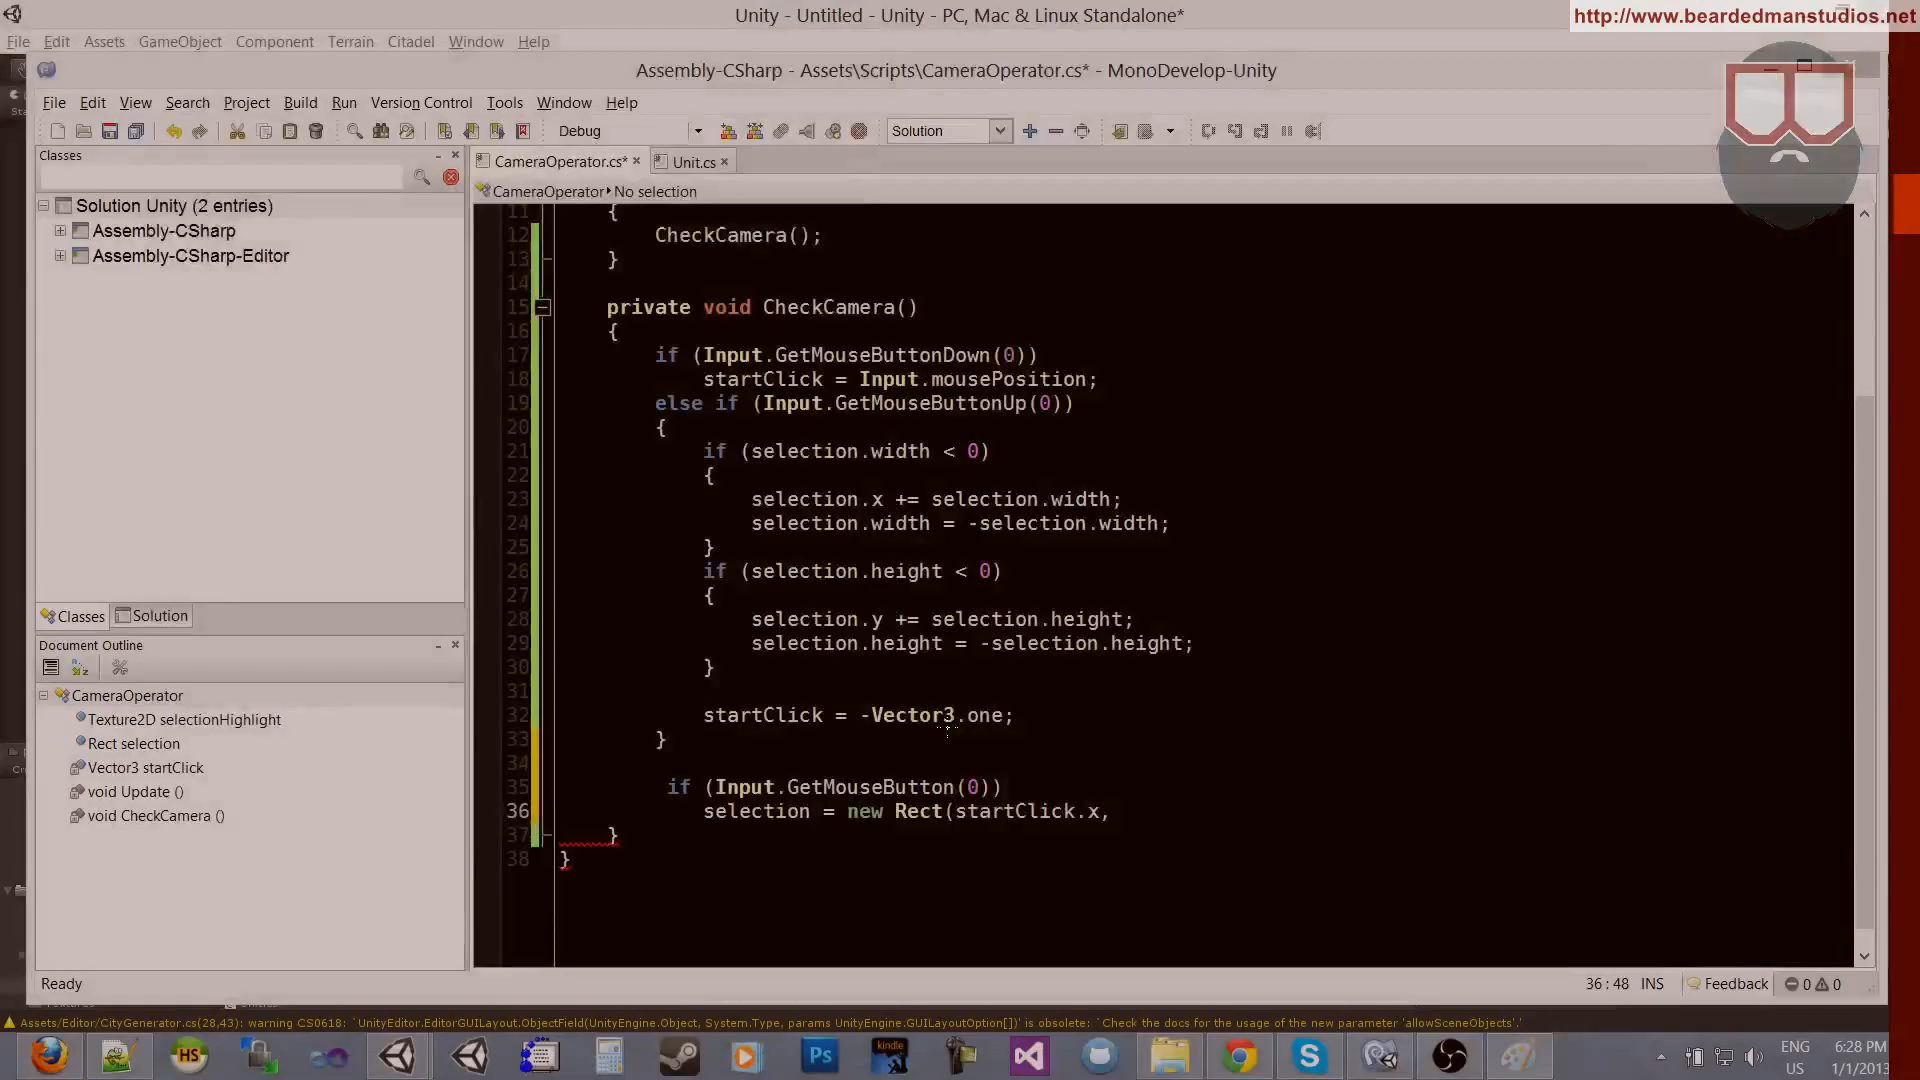 Unity - Untitled - Unity - PC, Mac & Linux Standalone*
http://www.beardedmanstudios.net
File Edit Assets GameObject Component Terrain Citadel Window Help
Assembly-CSharp - Assets\Scripts\CameraOperator.cs* - MonoDevelop-Unity
File Edit View Search Project Build Run Version Control Tools Window Help
Debug
Solution
Classes
CameraOperator.cs*
Unit.cs
CameraOperator
No selection
Solution Unity (2 entries)
Assembly-CSharp
Assembly-CSharp-Editor
Classes
Solution
Document Outline
CameraOperator
Texture2D selectionHighlight
Rect selection
Vector3 startClick
void Update ()
void CheckCamera ()
11 {
12 CheckCamera();
13 }
14
15 private void CheckCamera()
16 {
17 if (Input.GetMouseButtonDown(0))
18 startClick = Input.mousePosition;
19 else if (Input.GetMouseButtonUp(0))
20 {
21 if (selection.width < 0)
22 {
23 selection.x += selection.width;
24 selection.width = -selection.width;
25 }
26 if (selection.height < 0)
27 {
28 selection.y += selection.height;
29 selection.height = -selection.height;
30 }
31
32 startClick = -Vector3.one;
33 }
34
35 if (Input.GetMouseButton(0))
36 selection = new Rect(startClick.x,
37 }
38 }
Ready
36 : 48 INS Feedback 0 0
Assets/Editor/CityGenerator.cs(28,43): warning CS0618: `UnityEditor.EditorGUILayout.ObjectField(UnityEngine.Object, System.Type, params UnityEngine.GUILayoutOption[])' is obsolete: `Check the docs for the usage of the new parameter 'allowSceneObjects'.'
HS
Ps
kindle
ENG
US
6:28 PM
1/1/2013